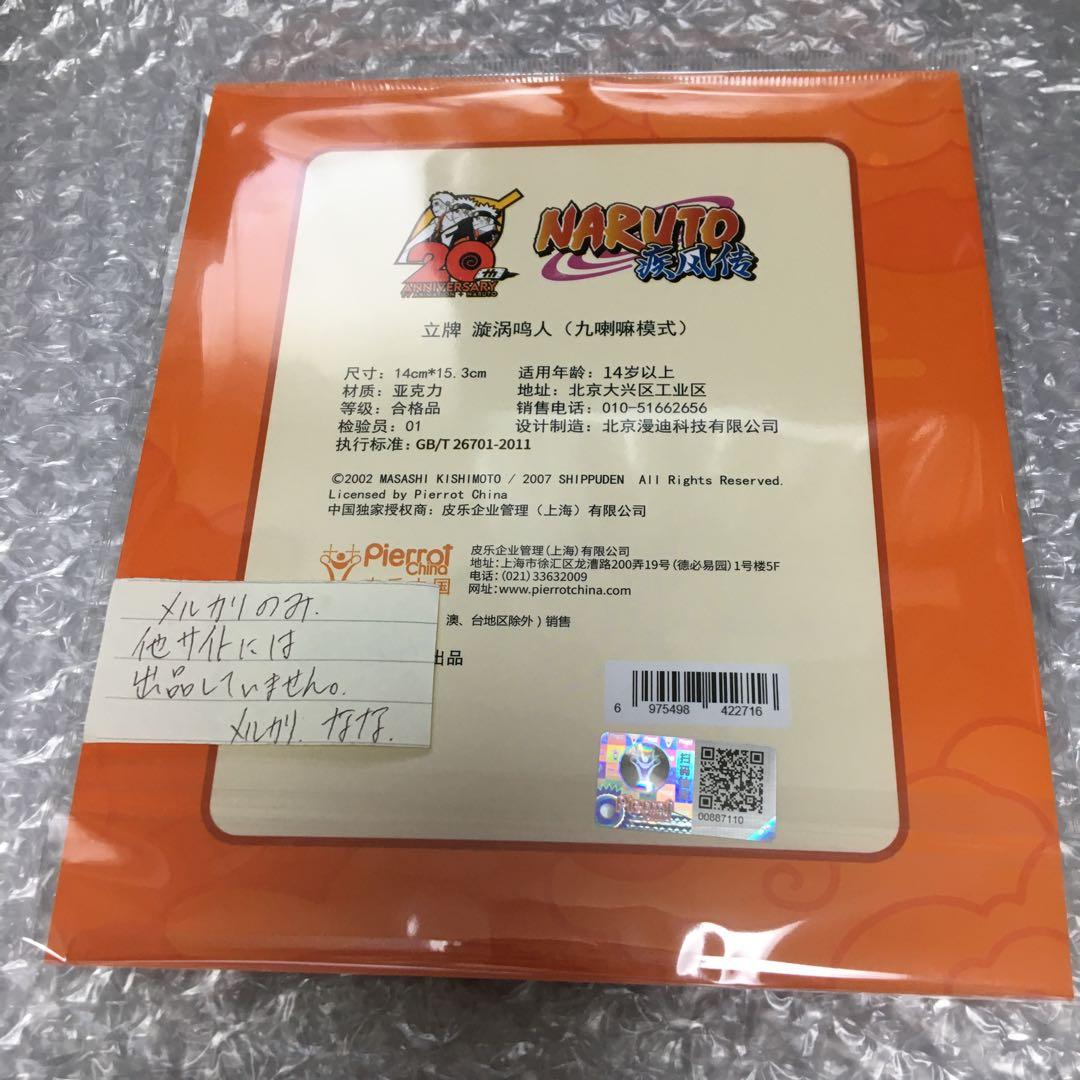 20th
ANNIVERSARY
ANIMATION NARUTO
NARUTO
疾风传
立牌 漩涡鸣人（九喇嘛模式）
尺寸：14cm*15.3cm 适用年龄：14岁以上
材质：亚克力 地址：北京大兴区工业区
等级：合格品 销售电话：010-51662656
检验员：01 设计制造：北京漫迪科技有限公司
执行标准：GB/T 26701-2011
©2002 MASASHI KISHIMOTO / 2007 SHIPPUDEN All Rights Reserved.
Licensed by Pierrot China
中国独家授权商：皮乐企业管理（上海）有限公司
Pierrot
China
皮乐企业管理(上海)有限公司
地址：上海市徐汇区龙漕路200弄19号(德必易园)1号楼5F
电话：(021)33632009
网址：www.pierrotchina.com
澳、台地区除外）销售
出品
メルカリのみ.
他サイトには
出品していません。
メルカリ. なな.
6 975498 422716
扫码
Pierrot
00887110